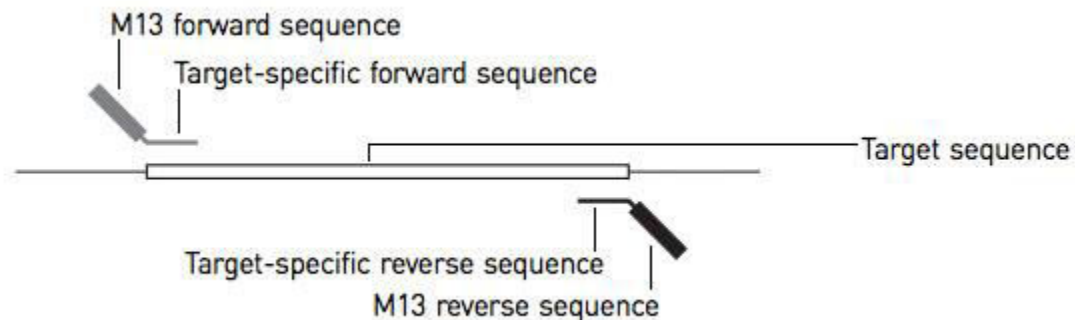 M13 forward sequence
Target-specific forward sequence
Target sequence
Target-specific reverse sequence
M13 reverse sequence